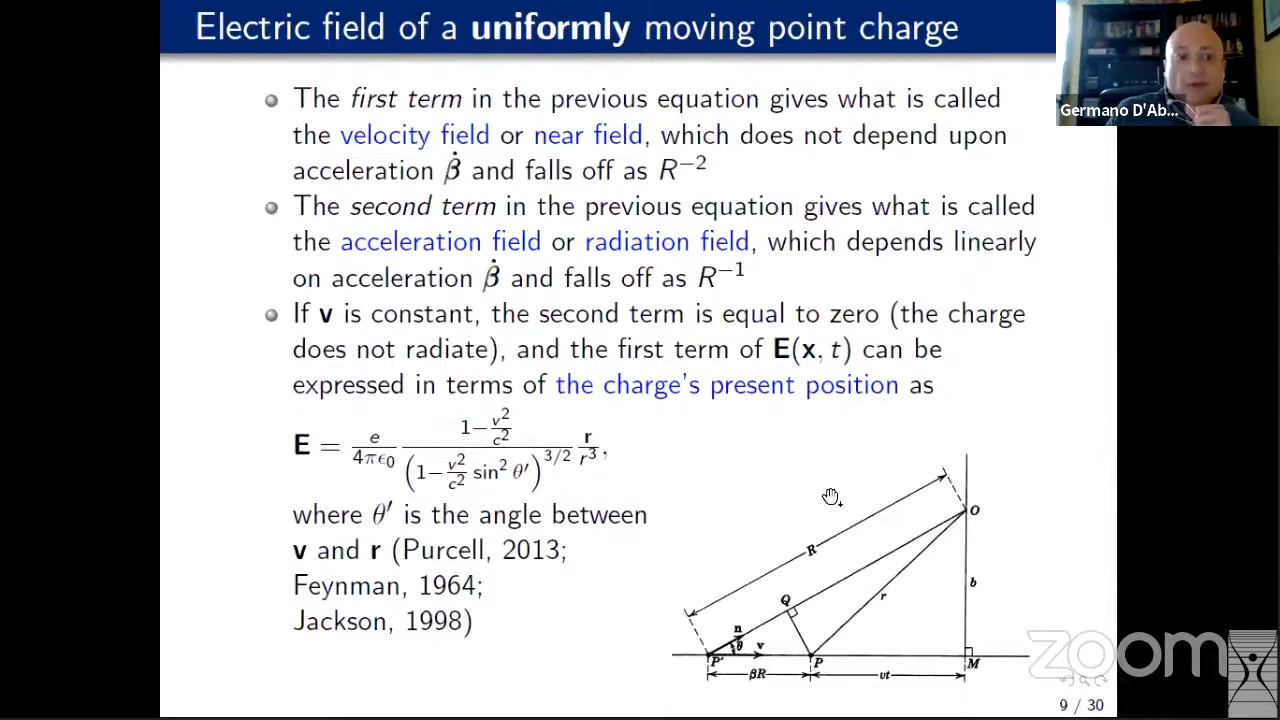 Electric field of a uniformly moving point charge
Germano D'Ab...
The first term in the previous equation gives what is called
the velocity field or near field, which does not depend upon
acceleration β̇ and falls off as R⁻²
The second term in the previous equation gives what is called
the acceleration field or radiation field, which depends linearly
on acceleration β̇ and falls off as R⁻¹
If v is constant, the second term is equal to zero (the charge
does not radiate), and the first term of E(x, t) can be
expressed in terms of the charge's present position as
E = e/(4πϵ₀) (1−v²/c²)/(1−v²/c² sin² θ′)^{3/2} r/r³,
where θ′ is the angle between
v and r (Purcell, 2013;
Feynman, 1964;
Jackson, 1998)
O
R
Q
r
b
n
θ
v
P′
P
M
βR
vt
zoom
9 / 30